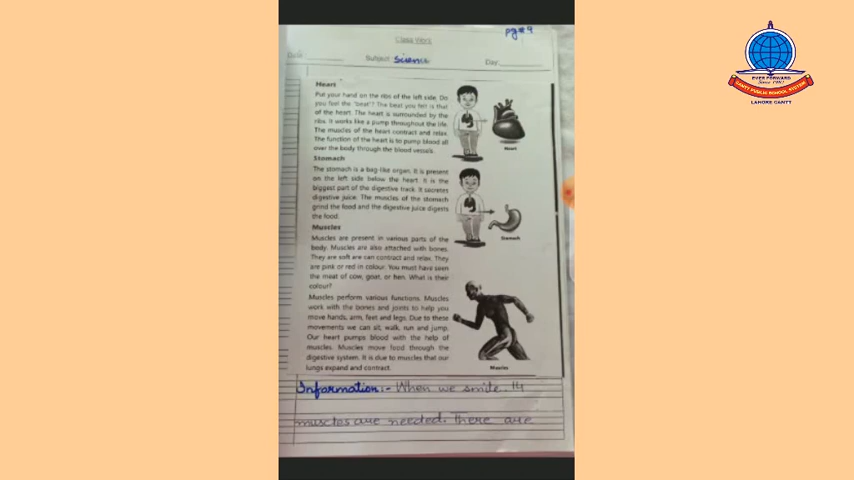 pg#9
Class Work
Date
Subject: Science
Day
Heart
Put your hand on the ribs of the left side. Do
you feel the "beat"? The beat you felt is that
of the heart. The heart is surrounded by the
ribs. It works like a pump throughout the life.
The muscles of the heart contract and relax.
The function of the heart is to pump blood all
over the body through the blood vessels.
Heart
Stomach
The stomach is a bag-like organ. It is present
on the left side below the heart. It is the
biggest part of the digestive track. It secretes
digestive juice. The muscles of the stomach
grind the food and the digestive juice digests
the food.
Stomach
Muscles
Muscles are present in various parts of the
body. Muscles are also attached with bones.
They are soft are can contract and relax. They
are pink or red in colour. You must have seen
the meat of cow, goat, or hen. What is their
colour?
Muscles perform various functions. Muscles
work with the bones and joints to help you
move hands, arm, feet and legs. Due to these
movements we can sit, walk, run and jump.
Our heart pumps blood with the help of
muscles. Muscles move food through the
digestive system. It is due to muscles that our
lungs expand and contract.
Muscles
Information:- When we smile. 14
muscles are needed. There are
EVER FORWARD
Since 1982
CANTT PUBLIC SCHOOL SYSTEM
LAHORE CANTT